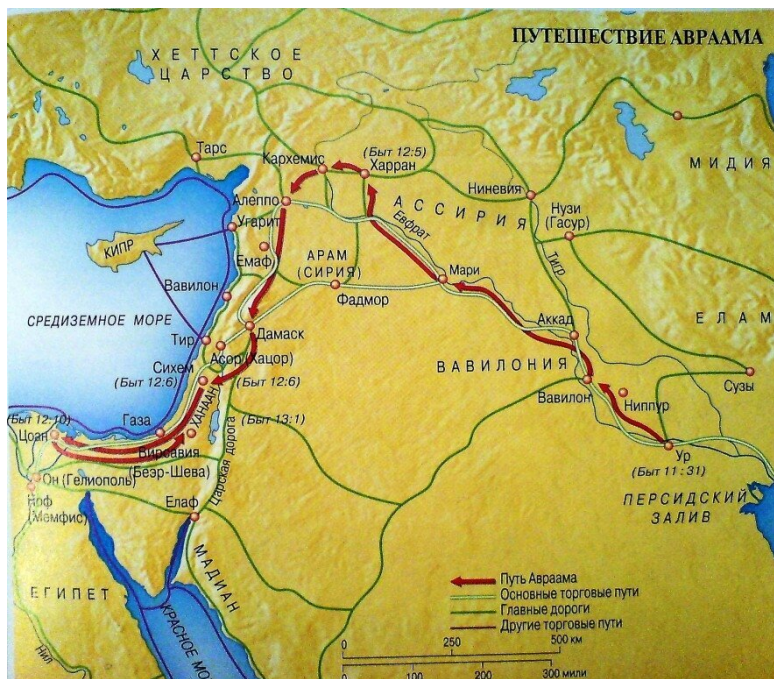 ПУТЕШЕСТВИЕ АВРААМА
ХЕТТСКОЕ
ЦАРСТВО
Тарс
Кархемис
(Быт 12:5)
Харран
МИДИЯ
Ниневия
Алеппо
АССИРИЯ
Нузи
(Гасур)
Угарит
Евфрат
КИПР
Емаф
АРАМ
(СИРИЯ)
Тигр
Мари
Фадмор
Вавилон
СРЕДИЗЕМНОЕ МОРЕ
Аккад
ЕЛАМ
Дамаск
Тир
Асор (Хацор)
Сихем
(Быт 12:6)
(Быт 12:6)
ВАВИЛОНИЯ
Вавилон
Сузы
Ниппур
ХАНААН
(Быт 12:10)
Газа
(Быт 13:1)
Цоан
Вирсавия
(Беэр-Шева)
Ур
(Быт 11:31)
Он (Гелиополь)
Царская дорога
Ноф
(Мемфис)
Елаф
ПЕРСИДСКИЙ
ЗАЛИВ
МАДИАН
ЕГИПЕТ
КРАСНОЕ МО
Нил
Путь Авраама
Основные торговые пути
Главные дороги
Другие торговые пути
0 250 500 км
0 100 200 300 мили